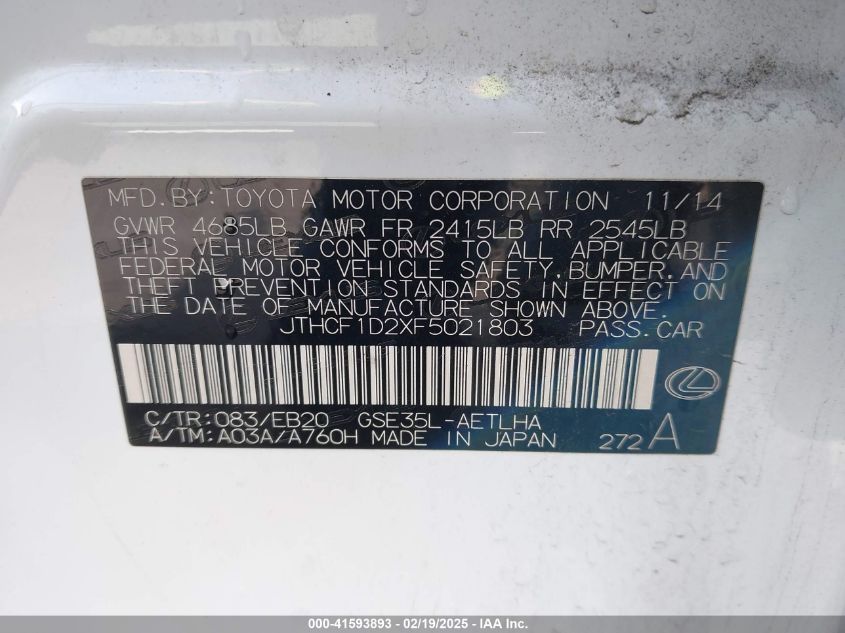 MFD.BY:TOYOTA MOTOR CORPORATION 11/14
GVWR 4685LB GAWR FR 2415LB RR 2545LB
THIS VEHICLE CONFORMS TO ALL APPLICABLE
FEDERAL MOTOR VEHICLE SAFETY,BUMPER,AND
THEFT PREVENTION STANDARDS IN EFFECT ON
THE DATE OF MANUFACTURE SHOWN ABOVE.
JTHCF1D2XF5021803 PASS.CAR
C/TR:083/EB20 GSE35L-AETLHA
A/TM:A03A/A760H MADE IN JAPAN 272A
000-41593893 - 02/19/2025 - IAA Services, Inc.